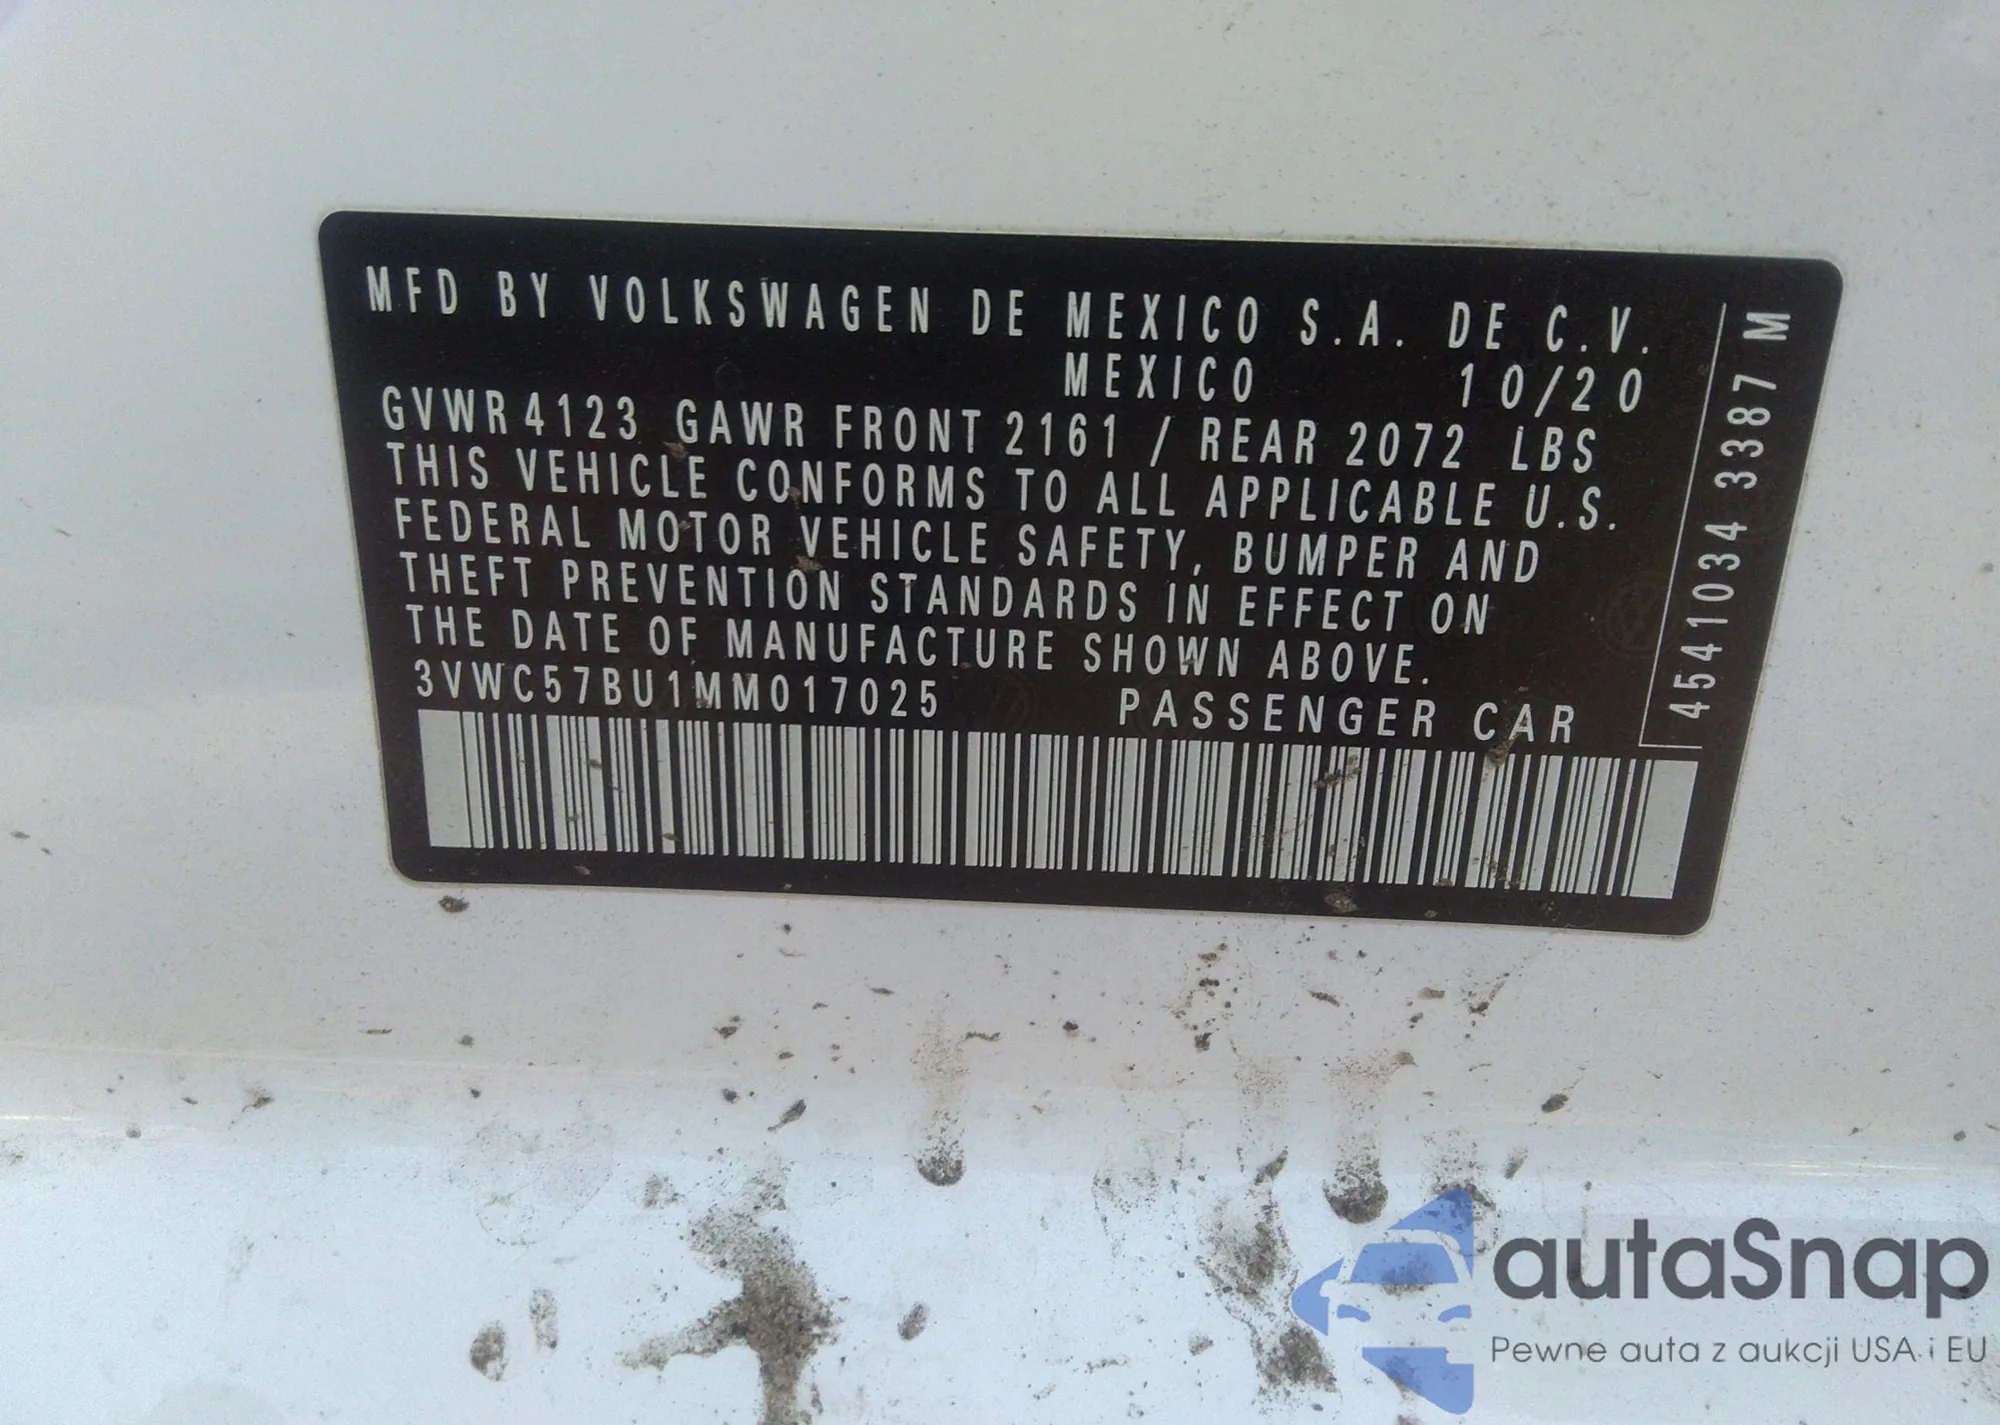 MFD BY VOLKSWAGEN DE MEXICO S.A. DE C.V.
MEXICO 10/20
GVWR 4123 GAWR FRONT 2161 / REAR 2072 LBS
THIS VEHICLE CONFORMS TO ALL APPLICABLE U.S.
FEDERAL MOTOR VEHICLE SAFETY, BUMPER AND
THEFT PREVENTION STANDARDS IN EFFECT ON
THE DATE OF MANUFACTURE SHOWN ABOVE.
3VWC57BU1MM017025 PASSENGER CAR
4541034 3387 M
autaSnap
Pewne auta z aukcji USA i EU